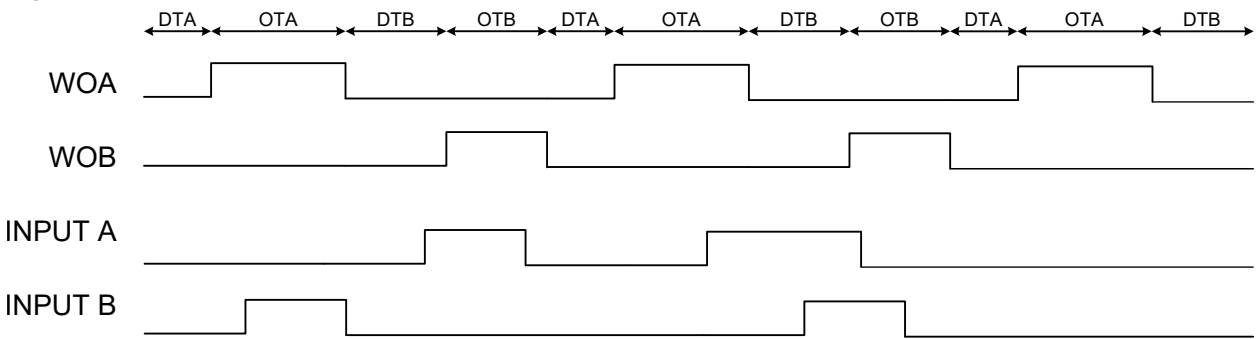 DTA OTA DTB OTB DTA OTA DTB OTB DTA OTA DTB
WOA
WOB
INPUT A
INPUT B